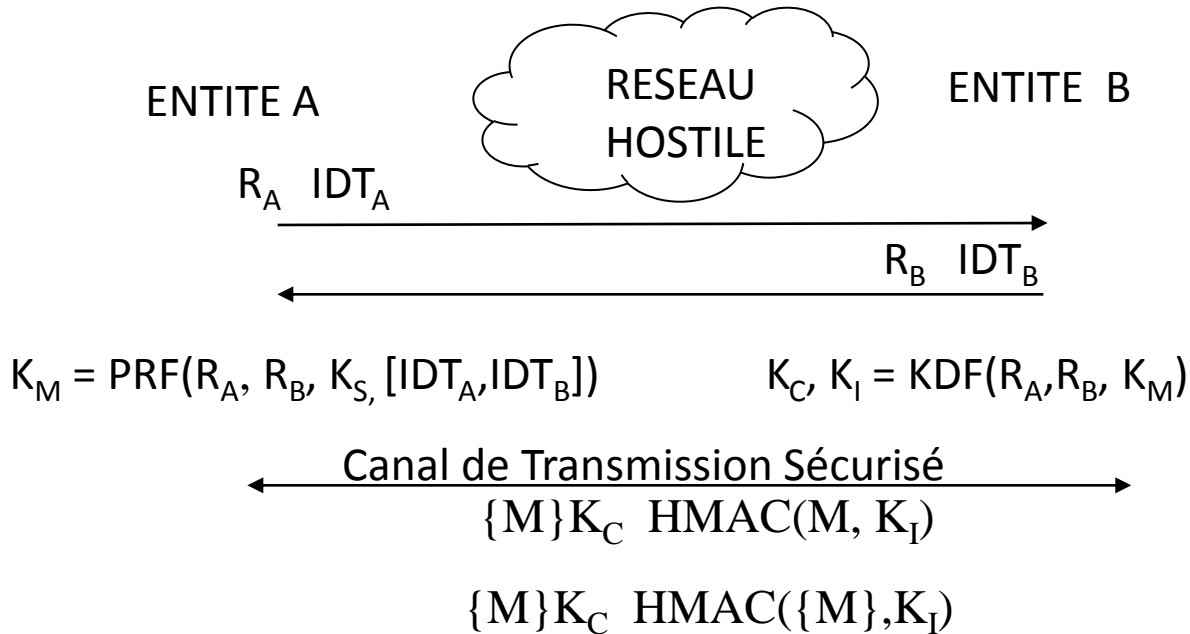 ENTITE A
RESEAU
HOSTILE
ENTITE B
R_A IDT_A
R_B IDT_B
K_M = PRF(R_A, R_B, K_S, [IDT_A,IDT_B])
K_C, K_I = KDF(R_A,R_B, K_M)
Canal de Transmission Sécurisé
{M}K_C HMAC(M, K_I)
{M}K_C HMAC({M},K_I)